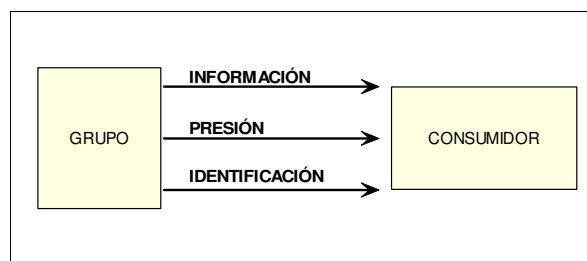 INFORMACIÓN
PRESIÓN
GRUPO
CONSUMIDOR
IDENTIFICACIÓN